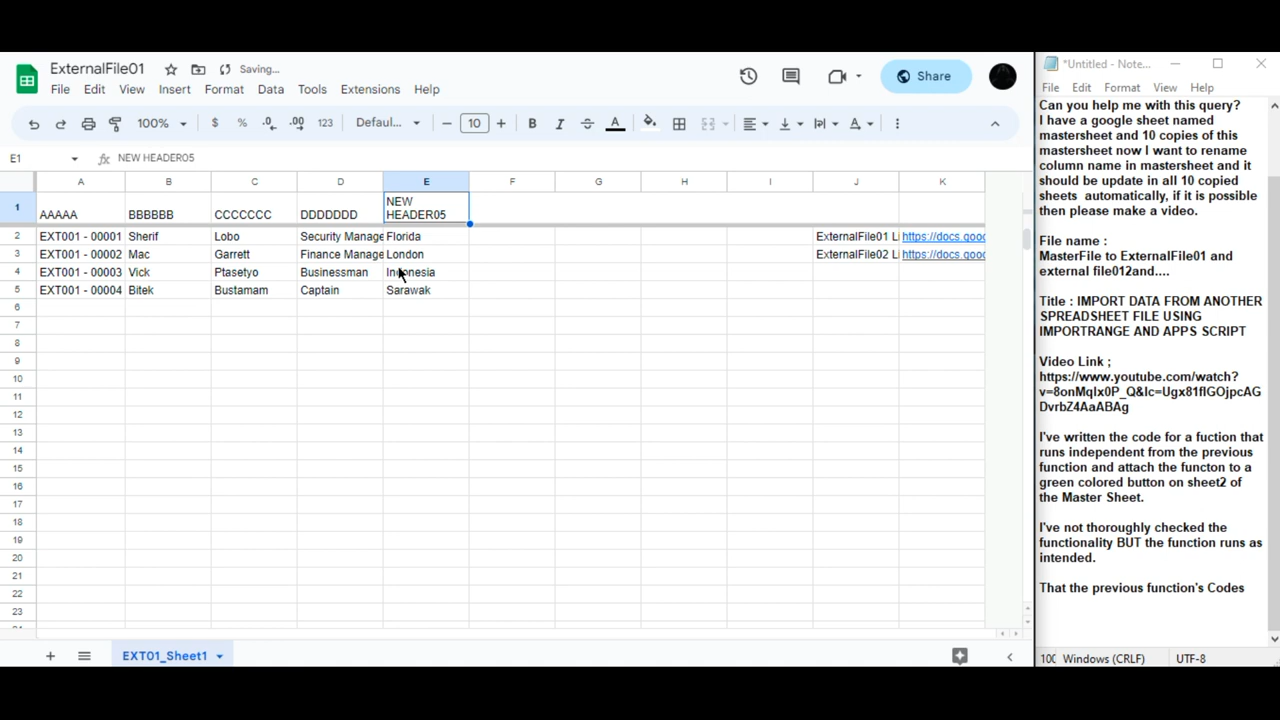 ExternalFile01
Saving...
File Edit View Insert Format Data Tools Extensions Help
Share
100% $ % .0 .00 123 Defaul... − 10 + B I S A
E1 fx NEW HEADER05
A B C D E F G H I J K
1 AAAAA BBBBBB CCCCCCC DDDDDDD NEW
HEADER05
2 EXT001 - 00001 Sherif Lobo Security Manage Florida ExternalFile01 Li https://docs.goog
3 EXT001 - 00002 Mac Garrett Finance Manage London ExternalFile02 Li https://docs.goog
4 EXT001 - 00003 Vick Ptasetyo Businessman Indonesia
5 EXT001 - 00004 Bitek Bustamam Captain Sarawak
6
7
8
9
10
11
12
13
14
15
16
17
18
19
20
21
22
23
EXT01_Sheet1
*Untitled - Note...
File Edit Format View Help
Can you help me with this query?
I have a google sheet named
mastersheet and 10 copies of this
mastersheet now I want to rename
column name in mastersheet and it
should be update in all 10 copied
sheets automatically, if it is possible
then please make a video.
File name :
MasterFile to ExternalFile01 and
external file012and....
Title : IMPORT DATA FROM ANOTHER
SPREADSHEET FILE USING
IMPORTRANGE AND APPS SCRIPT
Video Link ;
https://www.youtube.com/watch?
v=8onMqIx0P_Q&lc=Ugx81flGOjpcAG
DvrbZ4AaABAg
I've written the code for a fuction that
runs independent from the previous
function and attach the functon to a
green colored button on sheet2 of
the Master Sheet.
I've not thoroughly checked the
functionality BUT the function runs as
intended.
That the previous function's Codes
100 Windows (CRLF) UTF-8